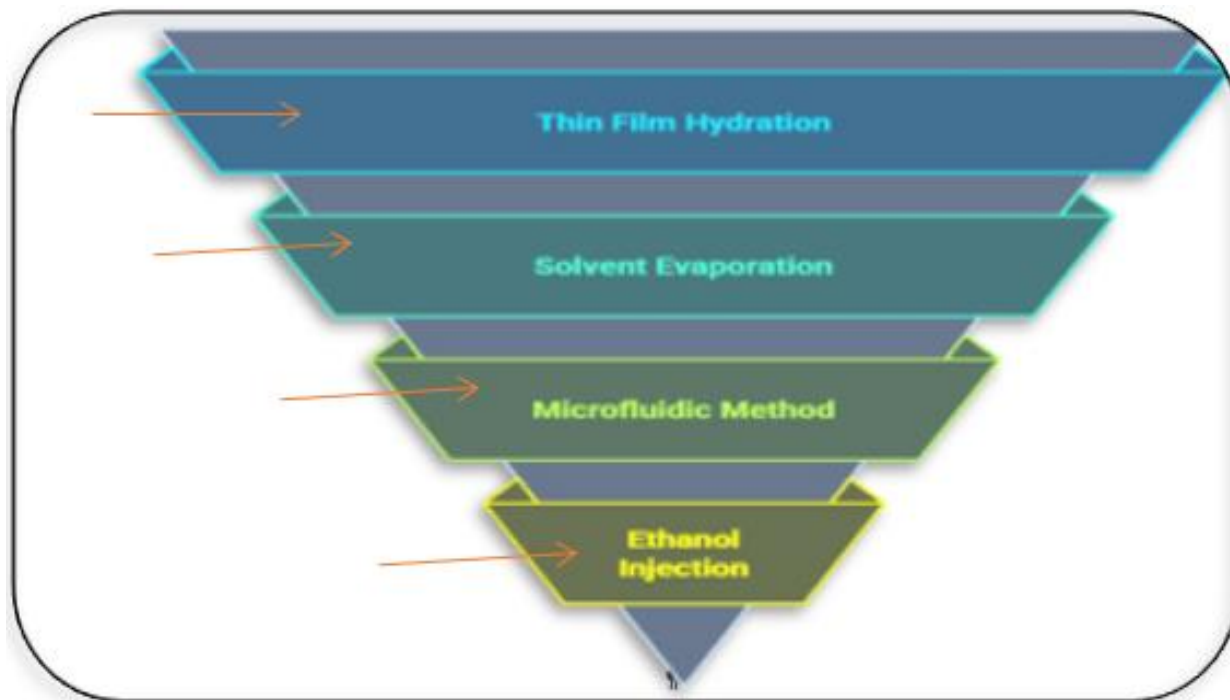 Thin Film Hydration
Solvent Evaporation
Microfluidic Method
Ethanol
Injection